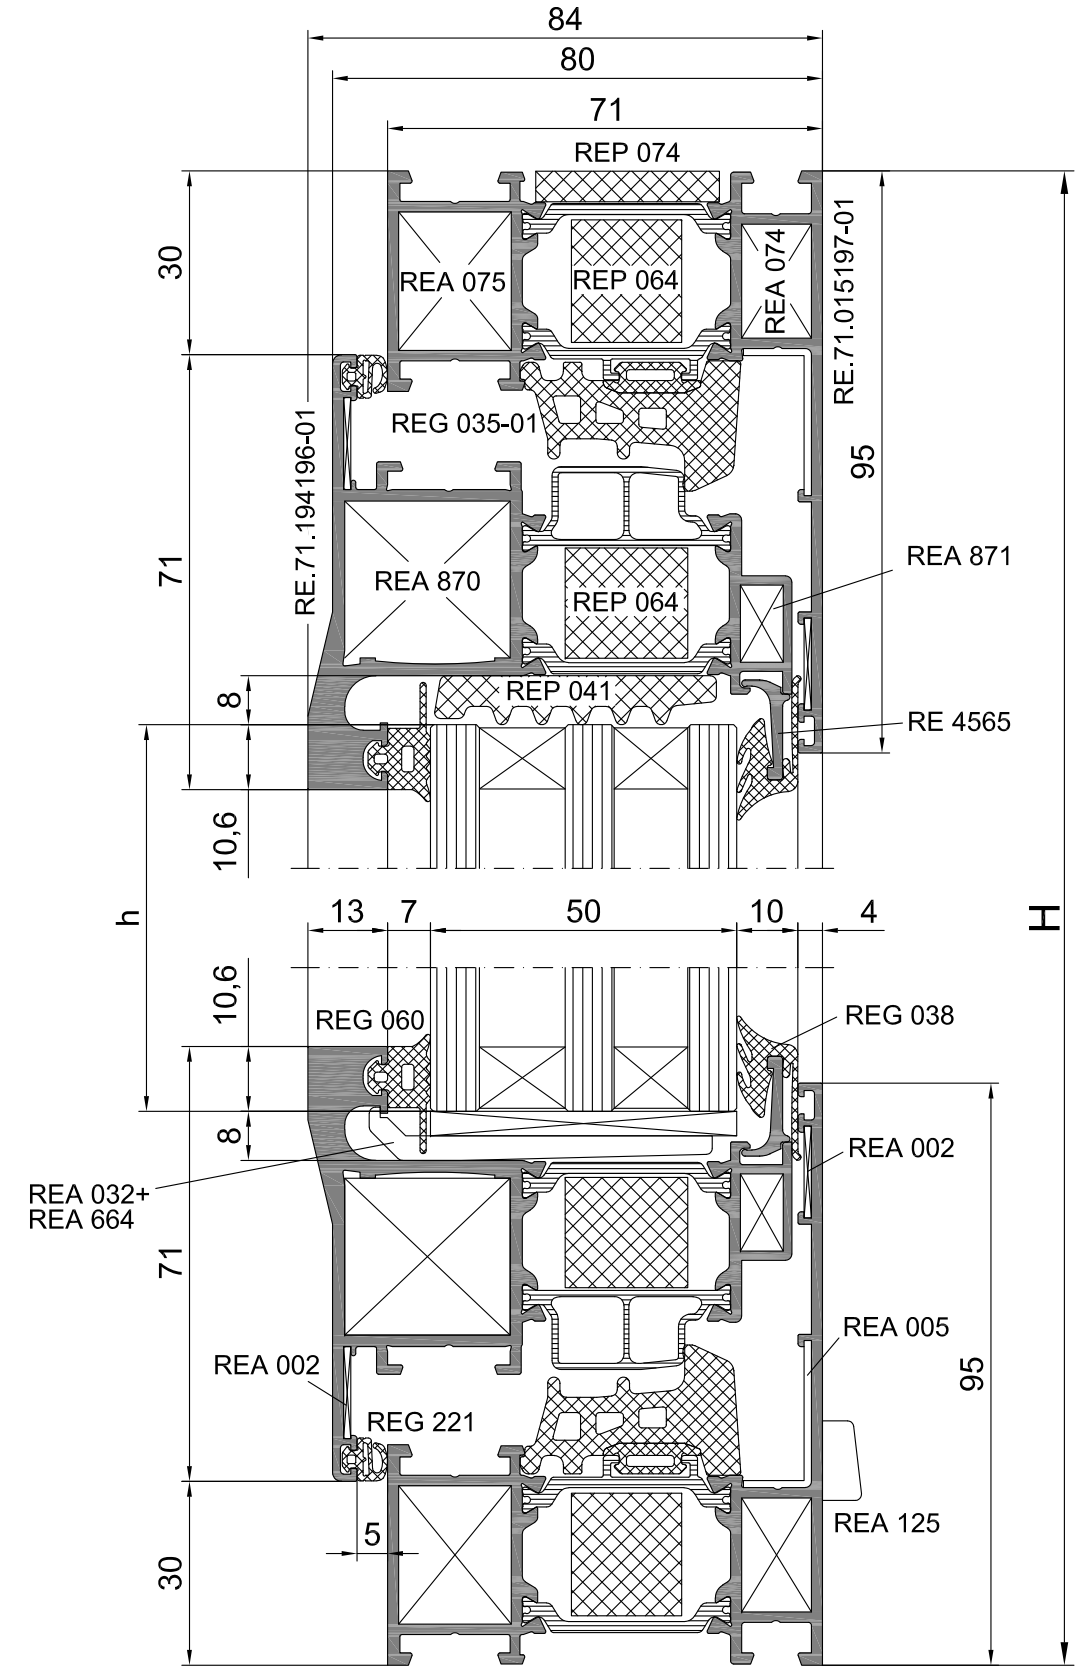 84
80
71
REP 074
30
REA 075
REP 064
REA 074
RE.71.015197-01
REG 035-01
95
RE.71.194196-01
71
REA 870
REP 064
REA 871
8
REP 041
RE 4565
10,6
h
13
7
50
10
4
H
10,6
REG 060
REG 038
8
REA 002
REA 032+
REA 664
71
REA 005
REA 002
95
REG 221
REA 125
5
30